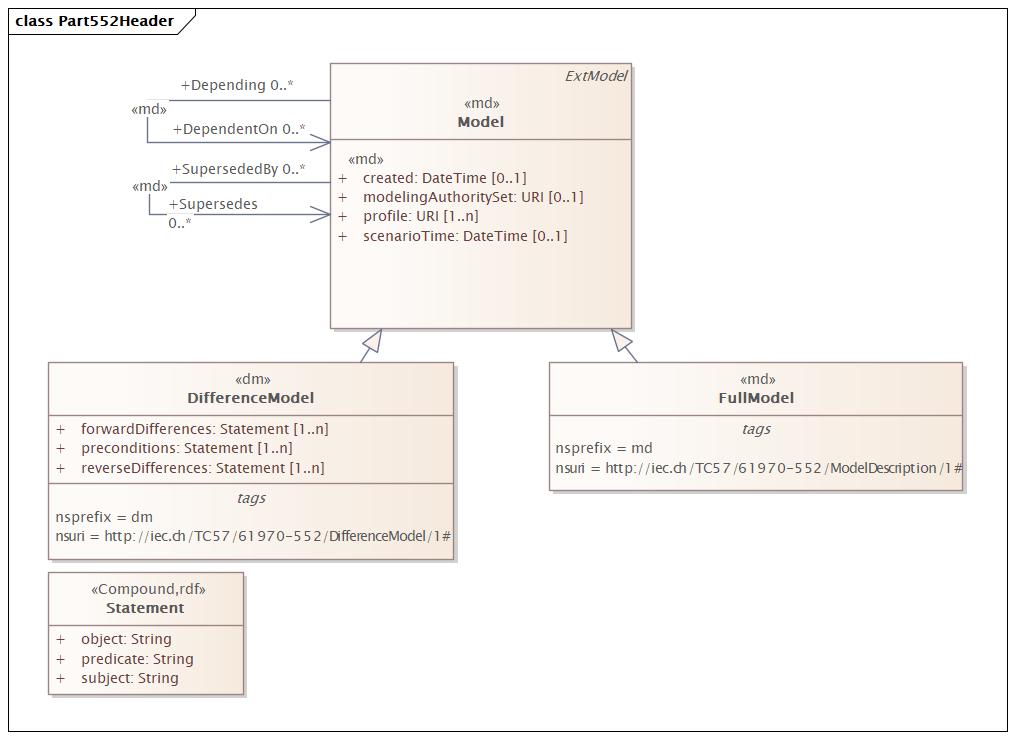 class Part552Header
ExtModel
«md»
Model
«md»
+ created: DateTime [0..1]
+ modelingAuthoritySet: URI [0..1]
+ profile: URI [1..n]
+ scenarioTime: DateTime [0..1]
+Depending 0..*
«md»
+DependentOn 0..*
+SupersededBy 0..*
«md»
+Supersedes
0..*
«dm»
DifferenceModel
+ forwardDifferences: Statement [1..n]
+ preconditions: Statement [1..n]
+ reverseDifferences: Statement [1..n]
tags
nsprefix = dm
nsuri = http://iec.ch/TC57/61970-552/DifferenceModel/1#
«md»
FullModel
tags
nsprefix = md
nsuri = http://iec.ch/TC57/61970-552/ModelDescription/1#
«Compound,rdf»
Statement
+ object: String
+ predicate: String
+ subject: String